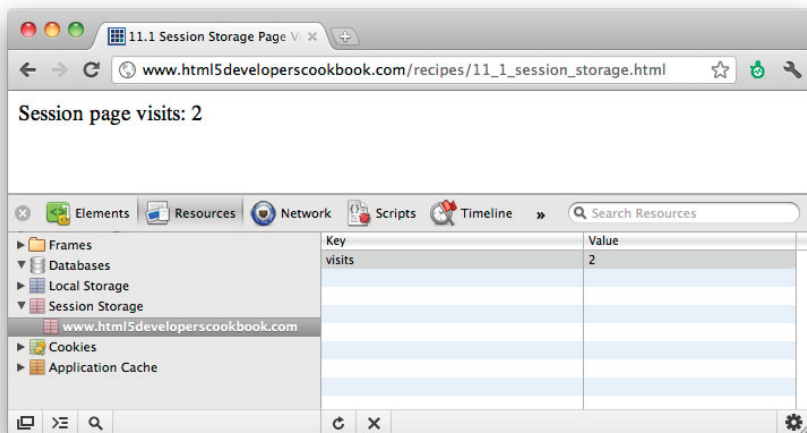 11.1 Session Storage Page Vi
www.html5developerscookbook.com/recipes/11_1_session_storage.html
Session page visits: 2
Elements Resources Network Scripts Timeline » Search Resources
Frames
Databases
Local Storage
Session Storage
www.html5developerscookbook.com
Cookies
Application Cache
Key Value
visits 2